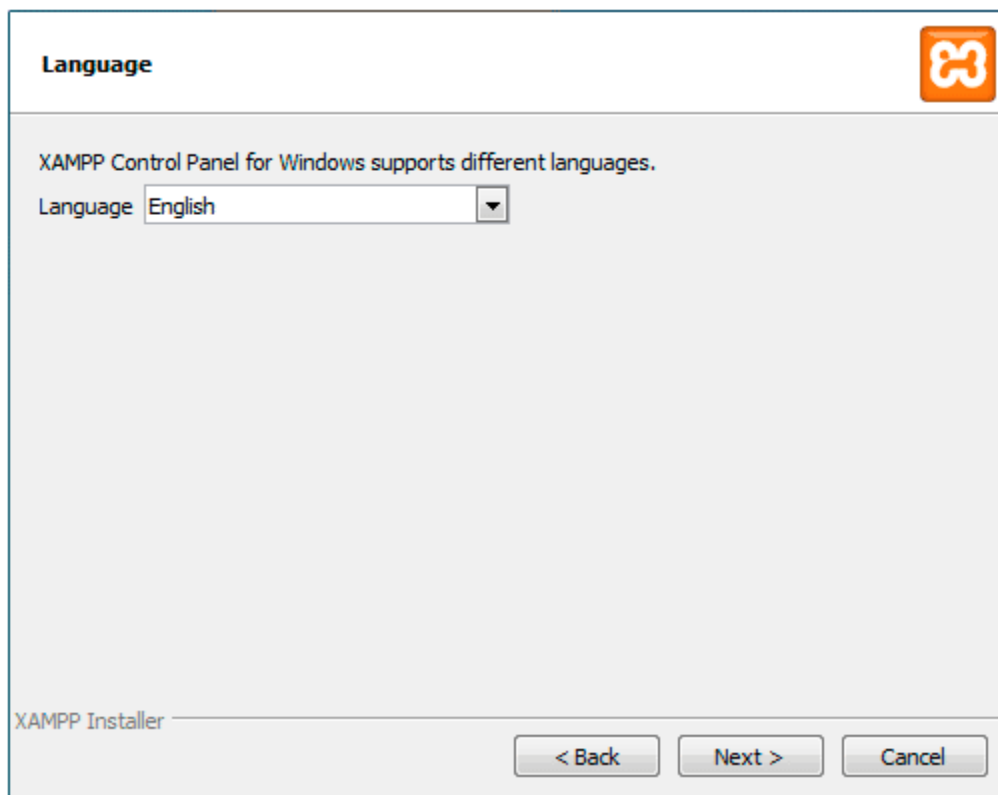 Language
XAMPP Control Panel for Windows supports different languages.
Language English
XAMPP Installer
< Back Next > Cancel